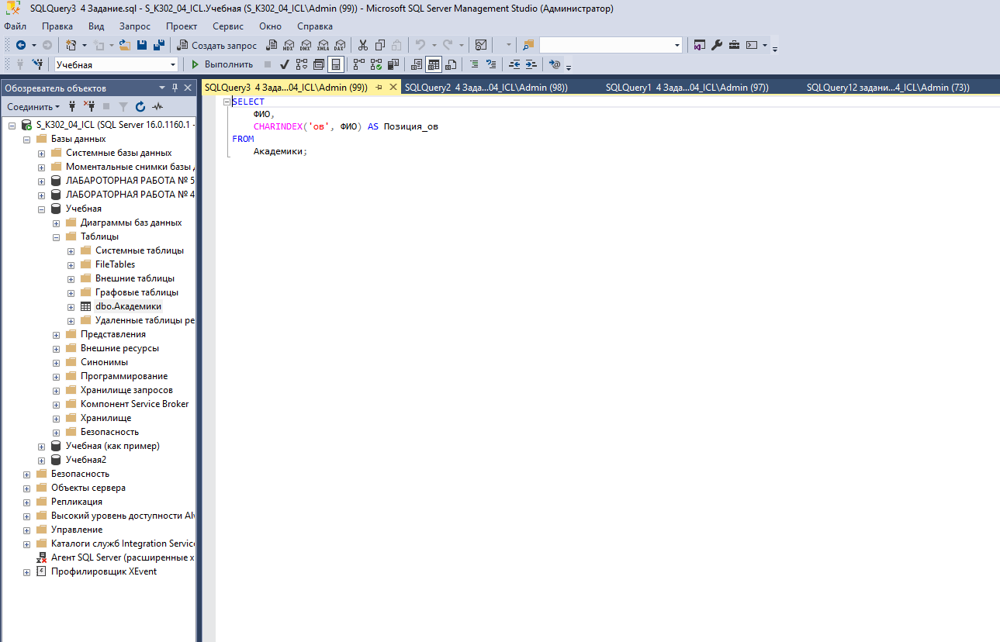 SQLQuery3  4 Задание.sql - S_K302_04_ICL.Учебная (S_K302_04_ICL\Admin (99)) - Microsoft SQL Server Management Studio (Администратор)
Файл Правка Вид Запрос Проект Сервис Окно Справка
Создать запрос MDX DMX XMLA DAX
Учебная Выполнить
Обозреватель объектов
SQLQuery3  4 Зада...04_ICL\Admin (99)) SQLQuery2  4 Зада...04_ICL\Admin (98)) SQLQuery1  4 Зада...04_ICL\Admin (97)) SQLQuery12 задани...4_ICL\Admin (73))
Соединить
S_K302_04_ICL (SQL Server 16.0.1160.1 -
Базы данных
Системные базы данных
Моментальные снимки базы д
ЛАБАРОТОРНАЯ РАБОТА № 5
ЛАБОРАТОРНАЯ РАБОТА № 4
Учебная
Диаграммы баз данных
Таблицы
Системные таблицы
FileTables
Внешние таблицы
Графовые таблицы
dbo.Академики
Удаленные таблицы ре
Представления
Внешние ресурсы
Синонимы
Программирование
Хранилище запросов
Компонент Service Broker
Хранилище
Безопасность
Учебная (как пример)
Учебная2
Безопасность
Объекты сервера
Репликация
Высокий уровень доступности Alw
Управление
Каталоги служб Integration Service
Агент SQL Server (расширенные х
Профилировщик XEvent
SELECT
ФИО,
CHARINDEX('ов', ФИО) AS Позиция_ов
FROM
Академики;